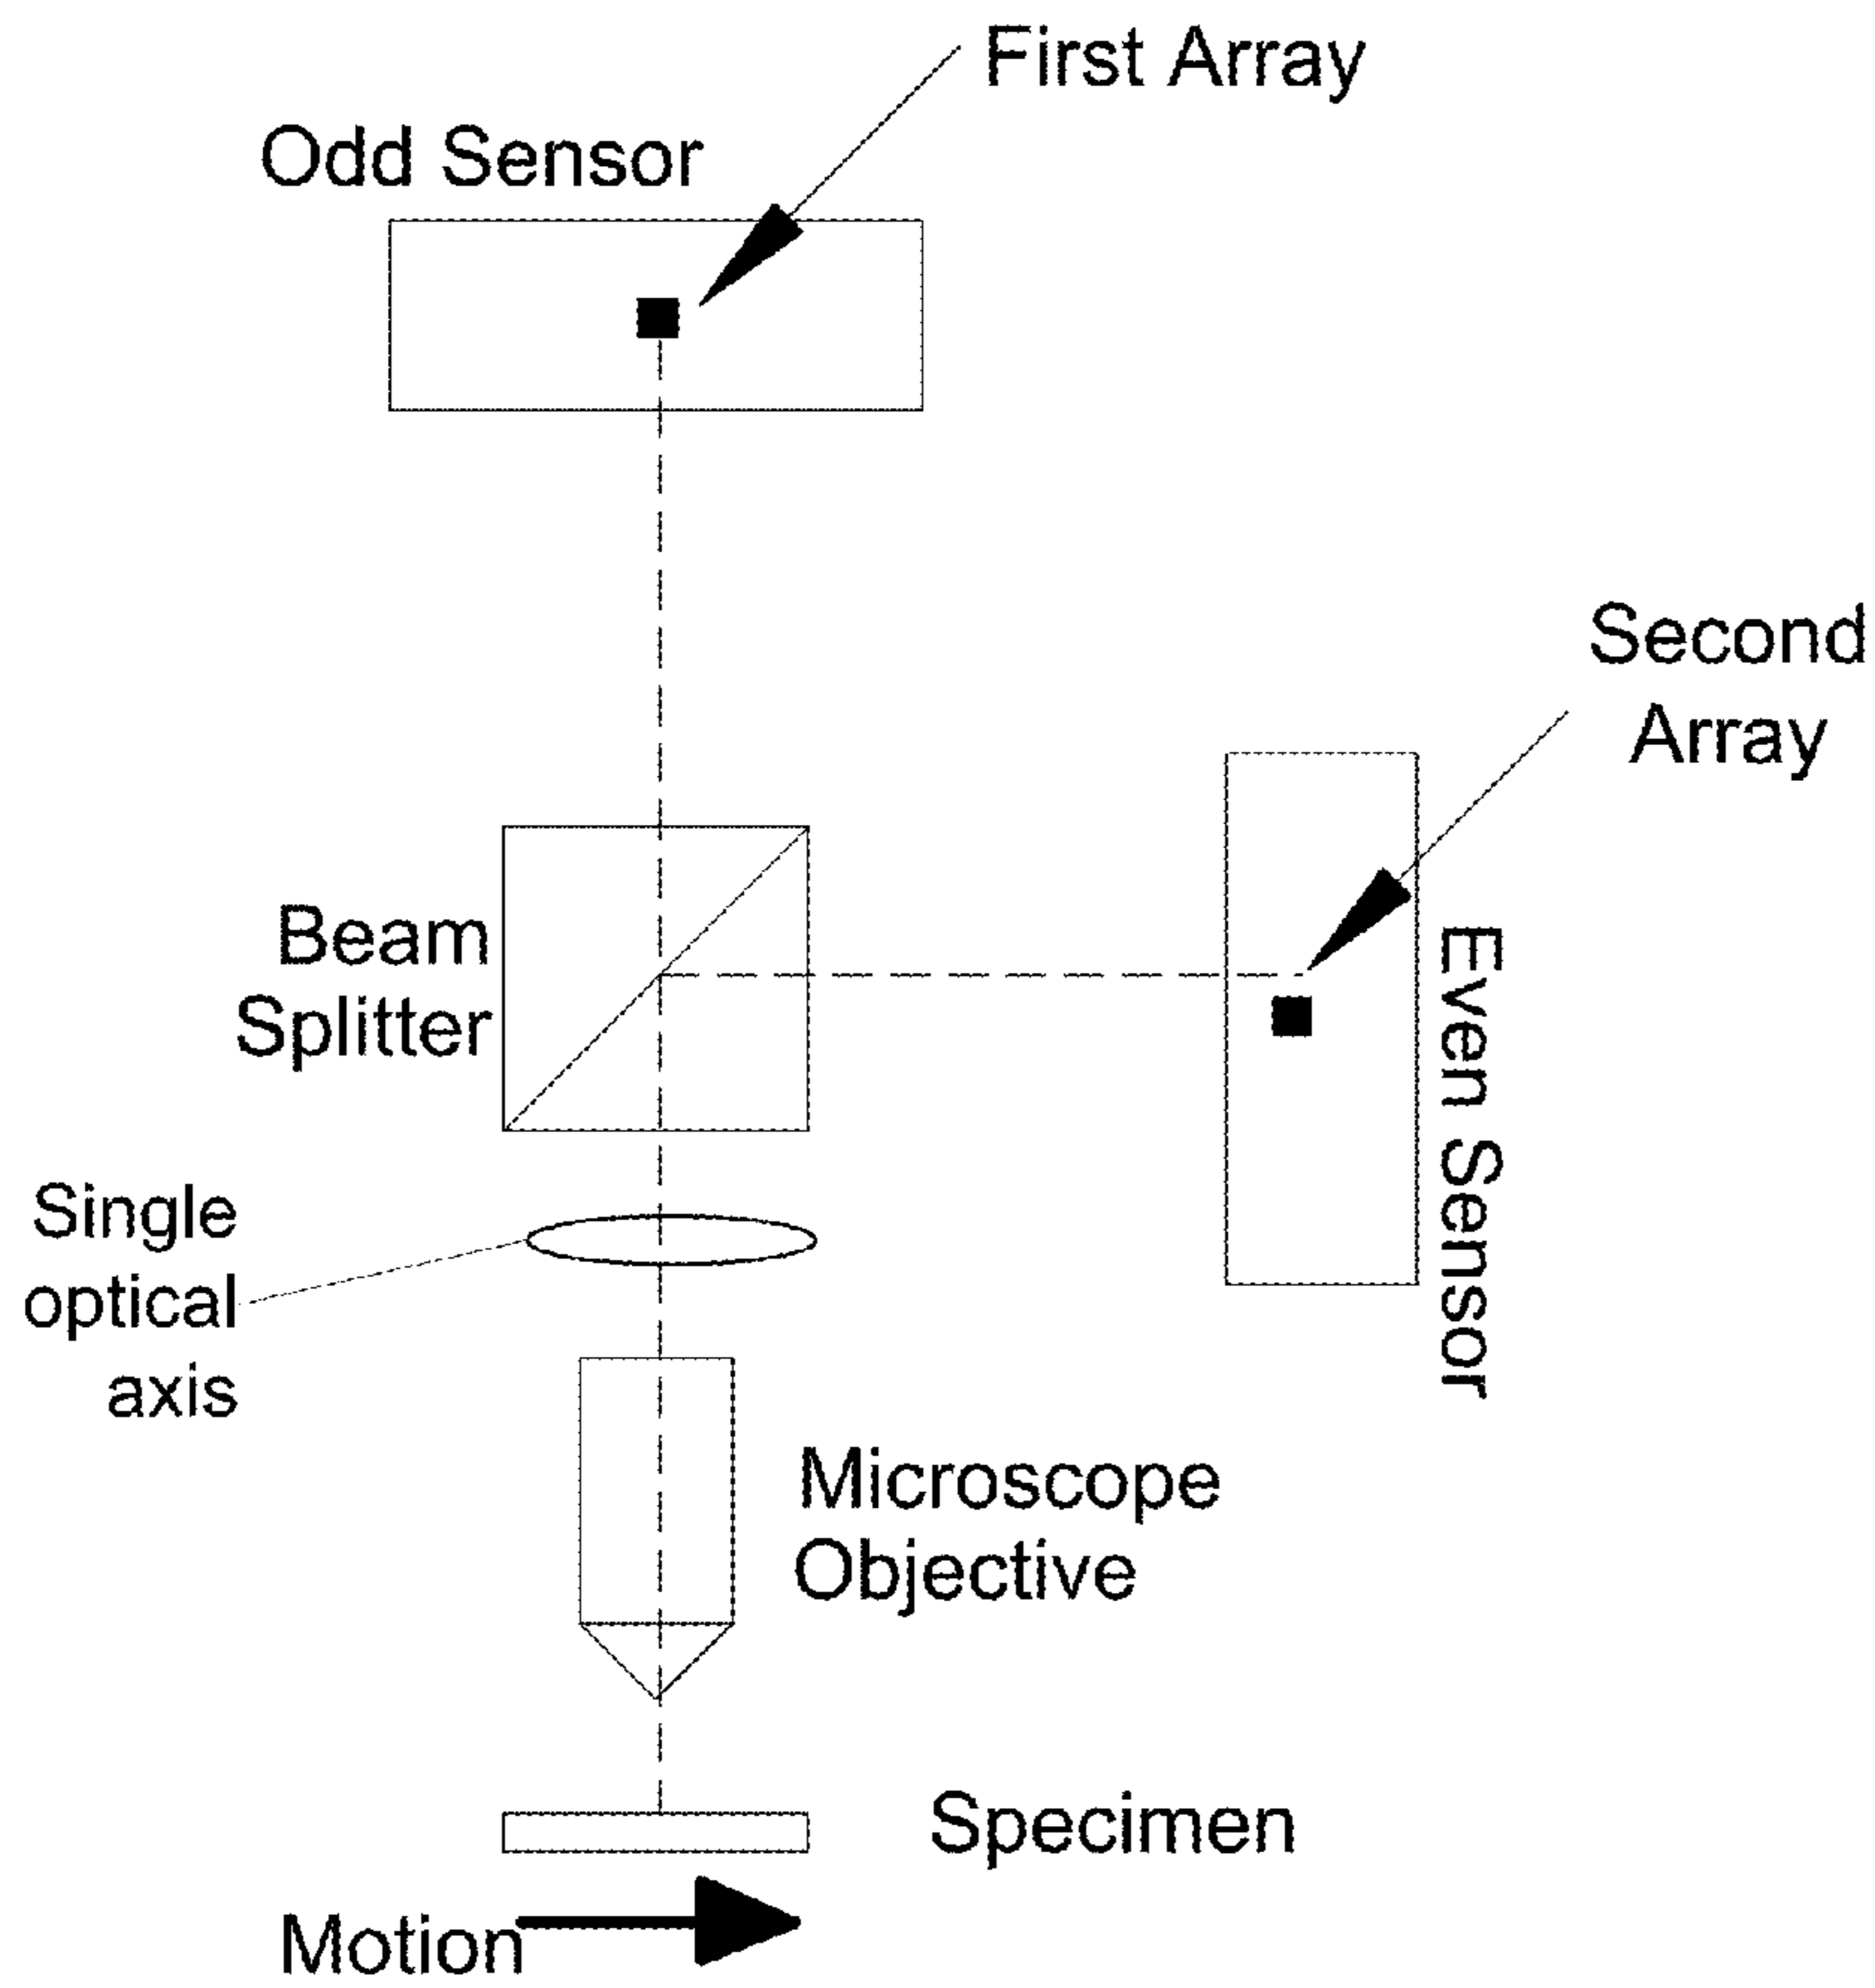 First Array
Odd Sensor
Second
Array
Beam
Splitter
Even Sensor
Single
optical
axis
Microscope
Objective
Specimen
Motion